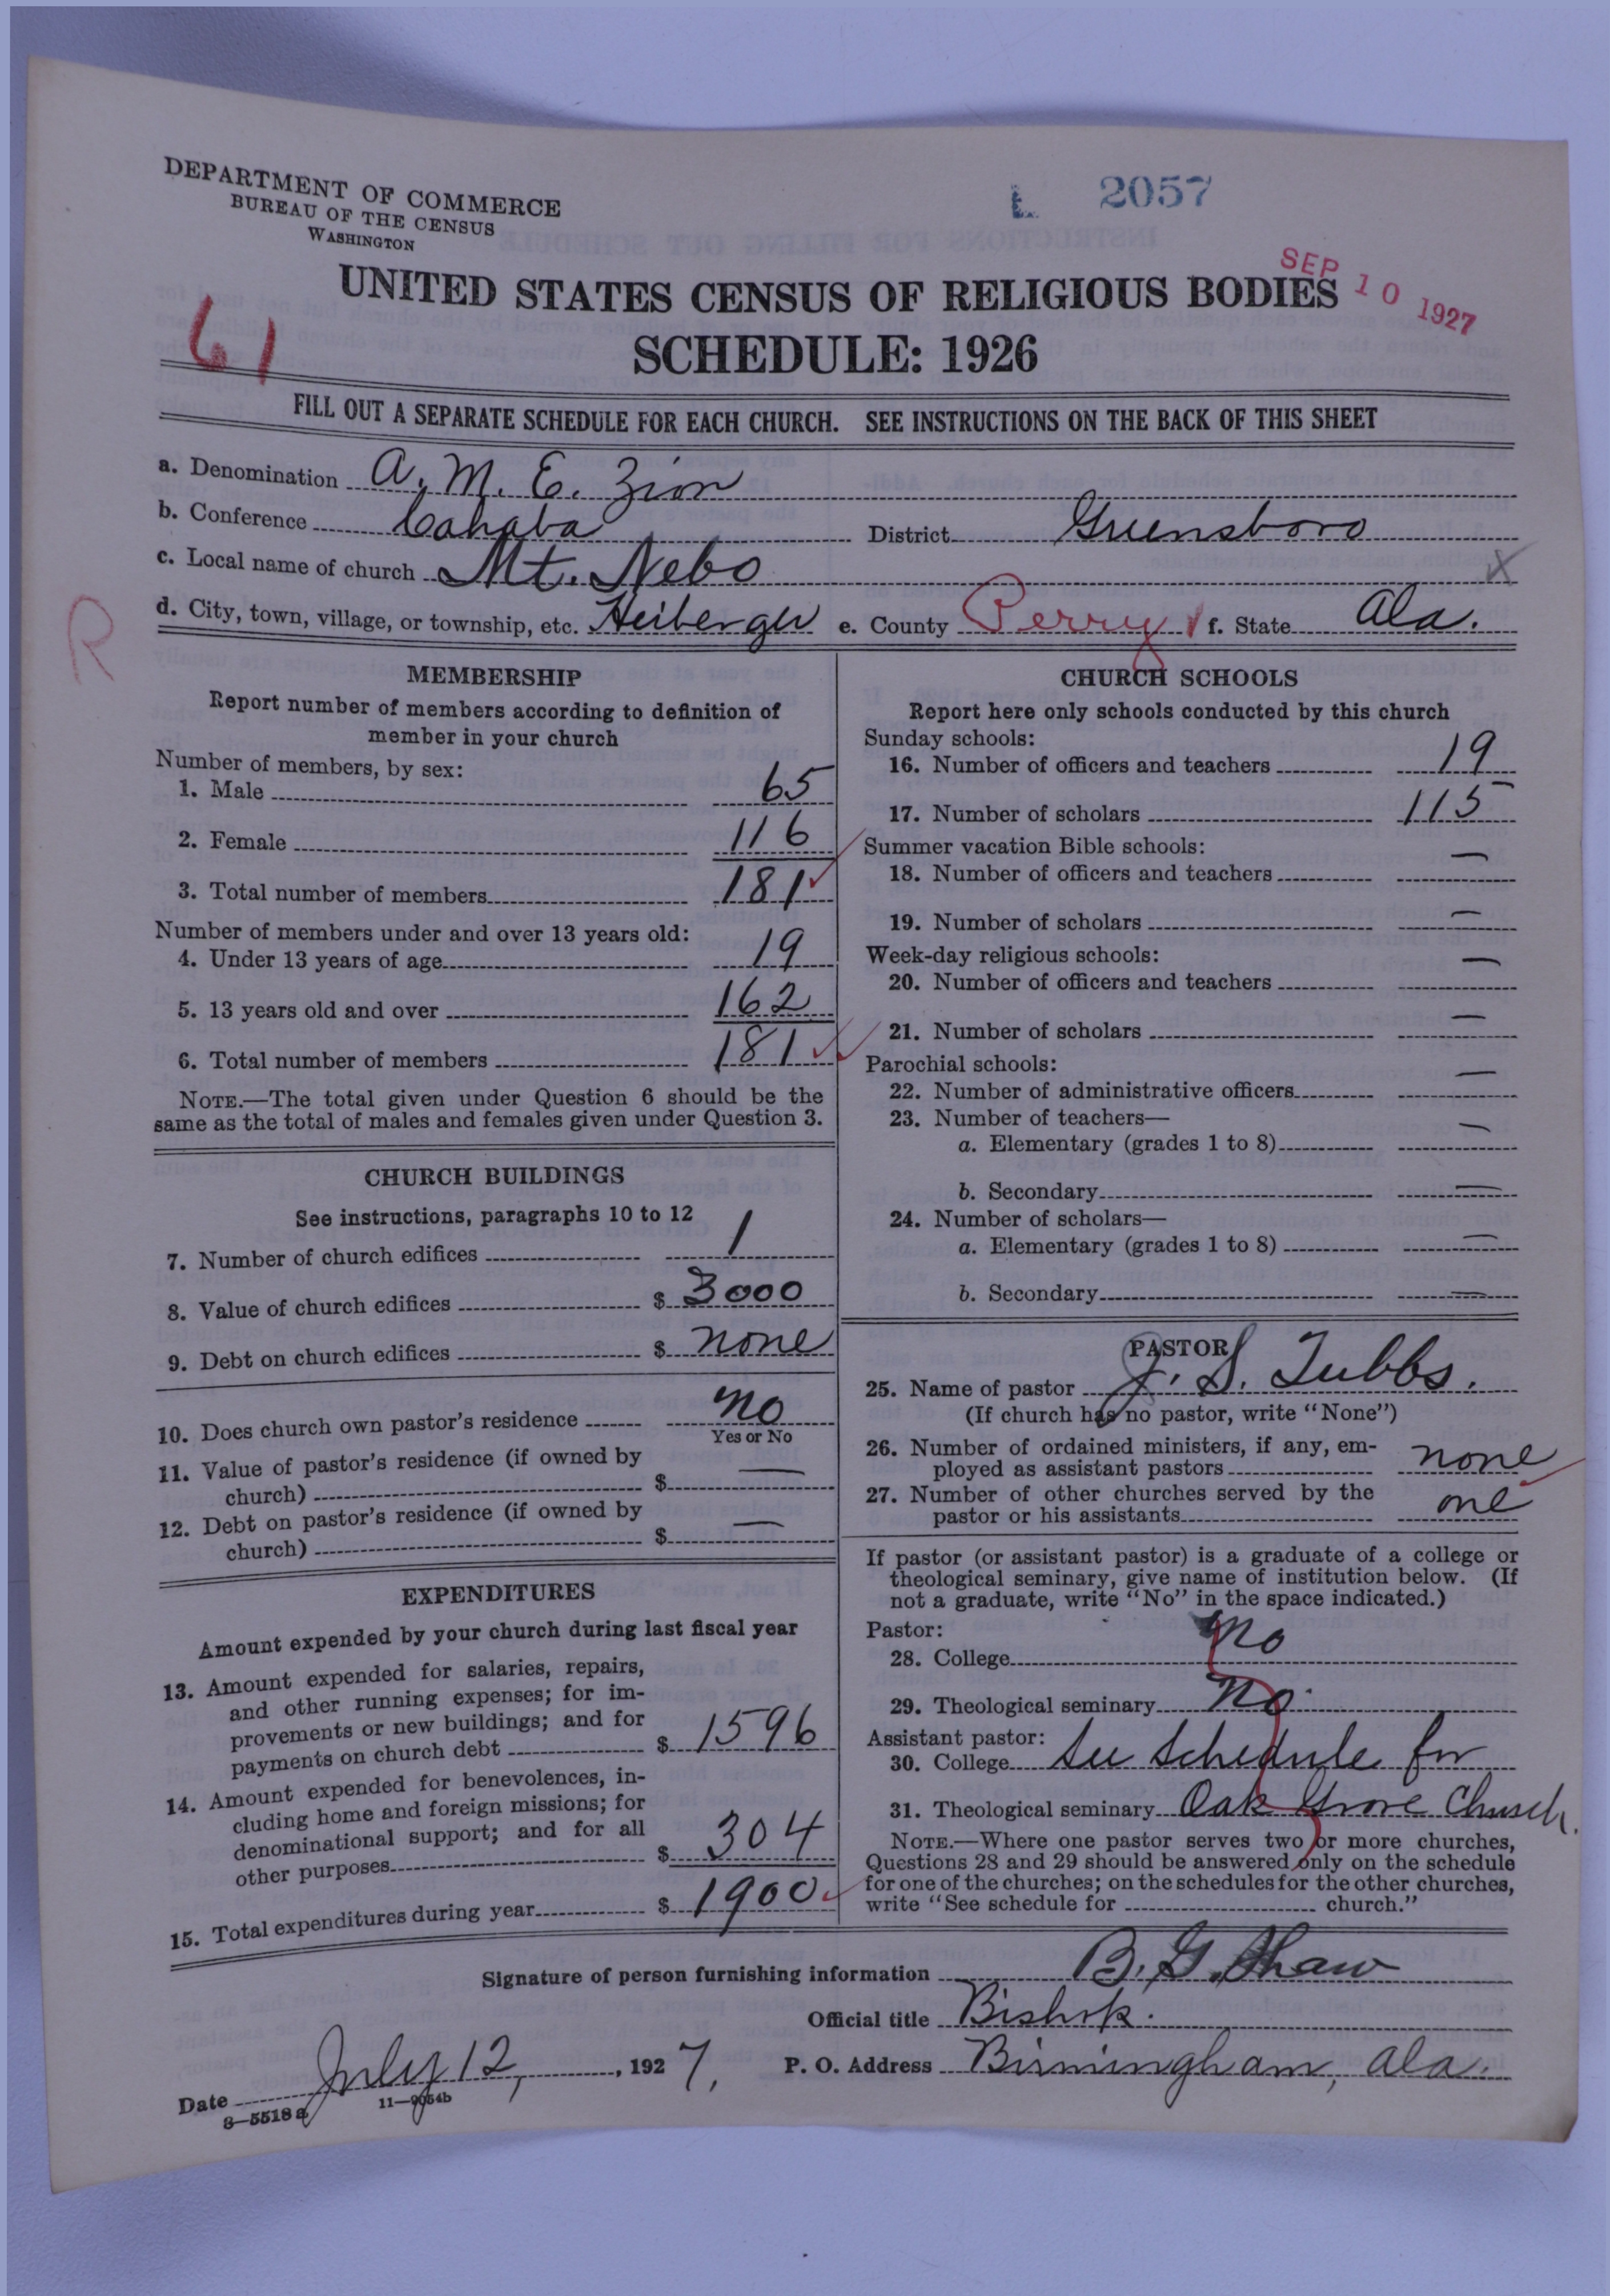 DEPARTMENT OF COMMERCE
BUREAU OF THE CENSUS
WASHINGTON
L 2057
SEP 10 1927
UNITED STATES CENSUS OF RELIGIOUS BODIES
61
SCHEDULE: 1926
FILL OUT A SEPARATE SCHEDULE FOR EACH CHURCH. SEE INSTRUCTIONS ON THE BACK OF THIS SHEET
a. Denomination A. M. E. Zion
b. Conference Cahaba District Greensboro
c. Local name of church Mt. Nebo X
d. City, town, village, or township, etc. Heiberger e. County Perry f. State Ala.
R
MEMBERSHIP
Report number of members according to definition of
member in your church
Number of members, by sex:
1. Male 65
2. Female 116
3. Total number of members 181
Number of members under and over 13 years old:
4. Under 13 years of age 19
5. 13 years old and over 162
6. Total number of members 181
NOTE.—The total given under Question 6 should be the
same as the total of males and females given under Question 3.
CHURCH BUILDINGS
See instructions, paragraphs 10 to 12
7. Number of church edifices 1
8. Value of church edifices $ 3000
9. Debt on church edifices $ none
10. Does church own pastor's residence no
Yes or No
11. Value of pastor's residence (if owned by
church) $ —
12. Debt on pastor's residence (if owned by
church) $ —
EXPENDITURES
Amount expended by your church during last fiscal year
13. Amount expended for salaries, repairs,
and other running expenses; for im-
provements or new buildings; and for
payments on church debt $ 1596
14. Amount expended for benevolences, in-
cluding home and foreign missions; for
denominational support; and for all
other purposes $ 304
15. Total expenditures during year $ 1900
CHURCH SCHOOLS
Report here only schools conducted by this church
Sunday schools:
16. Number of officers and teachers 19
17. Number of scholars 115
Summer vacation Bible schools:
18. Number of officers and teachers —
19. Number of scholars —
Week-day religious schools:
20. Number of officers and teachers —
21. Number of scholars —
Parochial schools:
22. Number of administrative officers —
23. Number of teachers—
a. Elementary (grades 1 to 8) —
b. Secondary —
24. Number of scholars—
a. Elementary (grades 1 to 8) —
b. Secondary —
PASTOR
25. Name of pastor J. S. Tubbs.
(If church has no pastor, write "None")
26. Number of ordained ministers, if any, em-
ployed as assistant pastors none
27. Number of other churches served by the
pastor or his assistants one
If pastor (or assistant pastor) is a graduate of a college or
theological seminary, give name of institution below. (If
not a graduate, write "No" in the space indicated.)
Pastor:
28. College No
29. Theological seminary No
Assistant pastor:
30. College See Schedule for
31. Theological seminary Oak Grove Church.
NOTE.—Where one pastor serves two or more churches,
Questions 28 and 29 should be answered only on the schedule
for one of the churches; on the schedules for the other churches,
write "See schedule for church."
Signature of person furnishing information B. G. Shaw
Official title Bishop.
Date July 12, 1927, P. O. Address Birmingham, Ala.
8—5518a 11—9054b